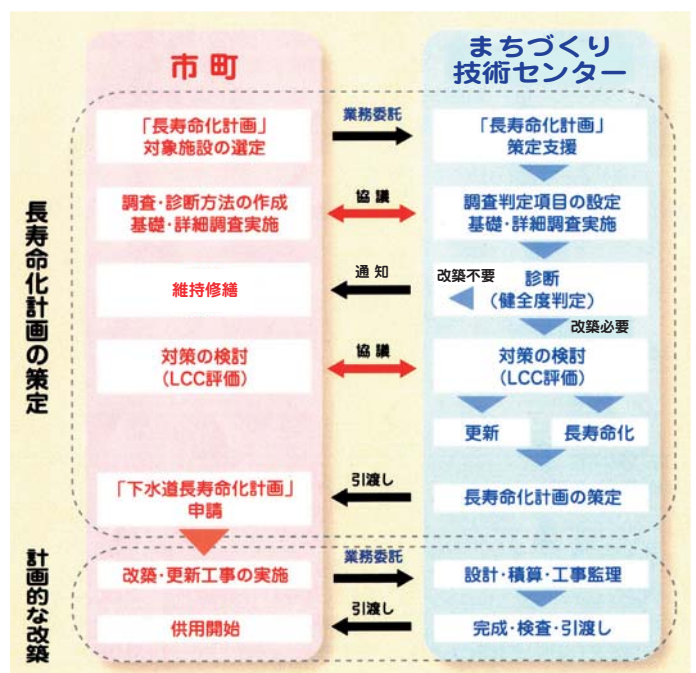 市町
まちづくり
技術センター
長寿命化計画の策定
「長寿命化計画」
対象施設の選定
業務委託
「長寿命化計画」
策定支援
調査・診断方法の作成
基礎・詳細調査実施
協議
調査判定項目の設定
基礎・詳細調査実施
維持修繕
通知
改築不要
診断
(健全度判定)
改築必要
対策の検討
(LCC評価)
協議
対策の検討
(LCC評価)
更新
長寿命化
「下水道長寿命化計画」
申請
引渡し
長寿命化計画の策定
計画的な改築
改築・更新工事の実施
業務委託
設計・積算・工事監理
供用開始
引渡し
完成・検査・引渡し